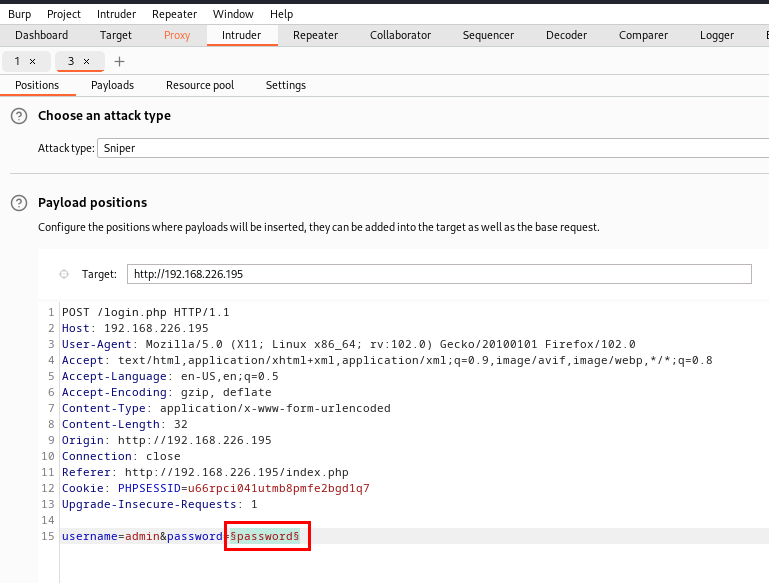 Burp Project Intruder Repeater Window Help
Dashboard Target Proxy Intruder Repeater Collaborator Sequencer Decoder Comparer Logger
1 × 3 × +
Positions Payloads Resource pool Settings
? Choose an attack type
Attack type: Sniper
? Payload positions
Configure the positions where payloads will be inserted, they can be added into the target as well as the base request.
Target: http://192.168.226.195
1 POST /login.php HTTP/1.1
2 Host: 192.168.226.195
3 User-Agent: Mozilla/5.0 (X11; Linux x86_64; rv:102.0) Gecko/20100101 Firefox/102.0
4 Accept: text/html,application/xhtml+xml,application/xml;q=0.9,image/avif,image/webp,*/*;q=0.8
5 Accept-Language: en-US,en;q=0.5
6 Accept-Encoding: gzip, deflate
7 Content-Type: application/x-www-form-urlencoded
8 Content-Length: 32
9 Origin: http://192.168.226.195
10 Connection: close
11 Referer: http://192.168.226.195/index.php
12 Cookie: PHPSESSID=u66rpci041utmb8pmfe2bgd1q7
13 Upgrade-Insecure-Requests: 1
14
15 username=admin&password=§password§